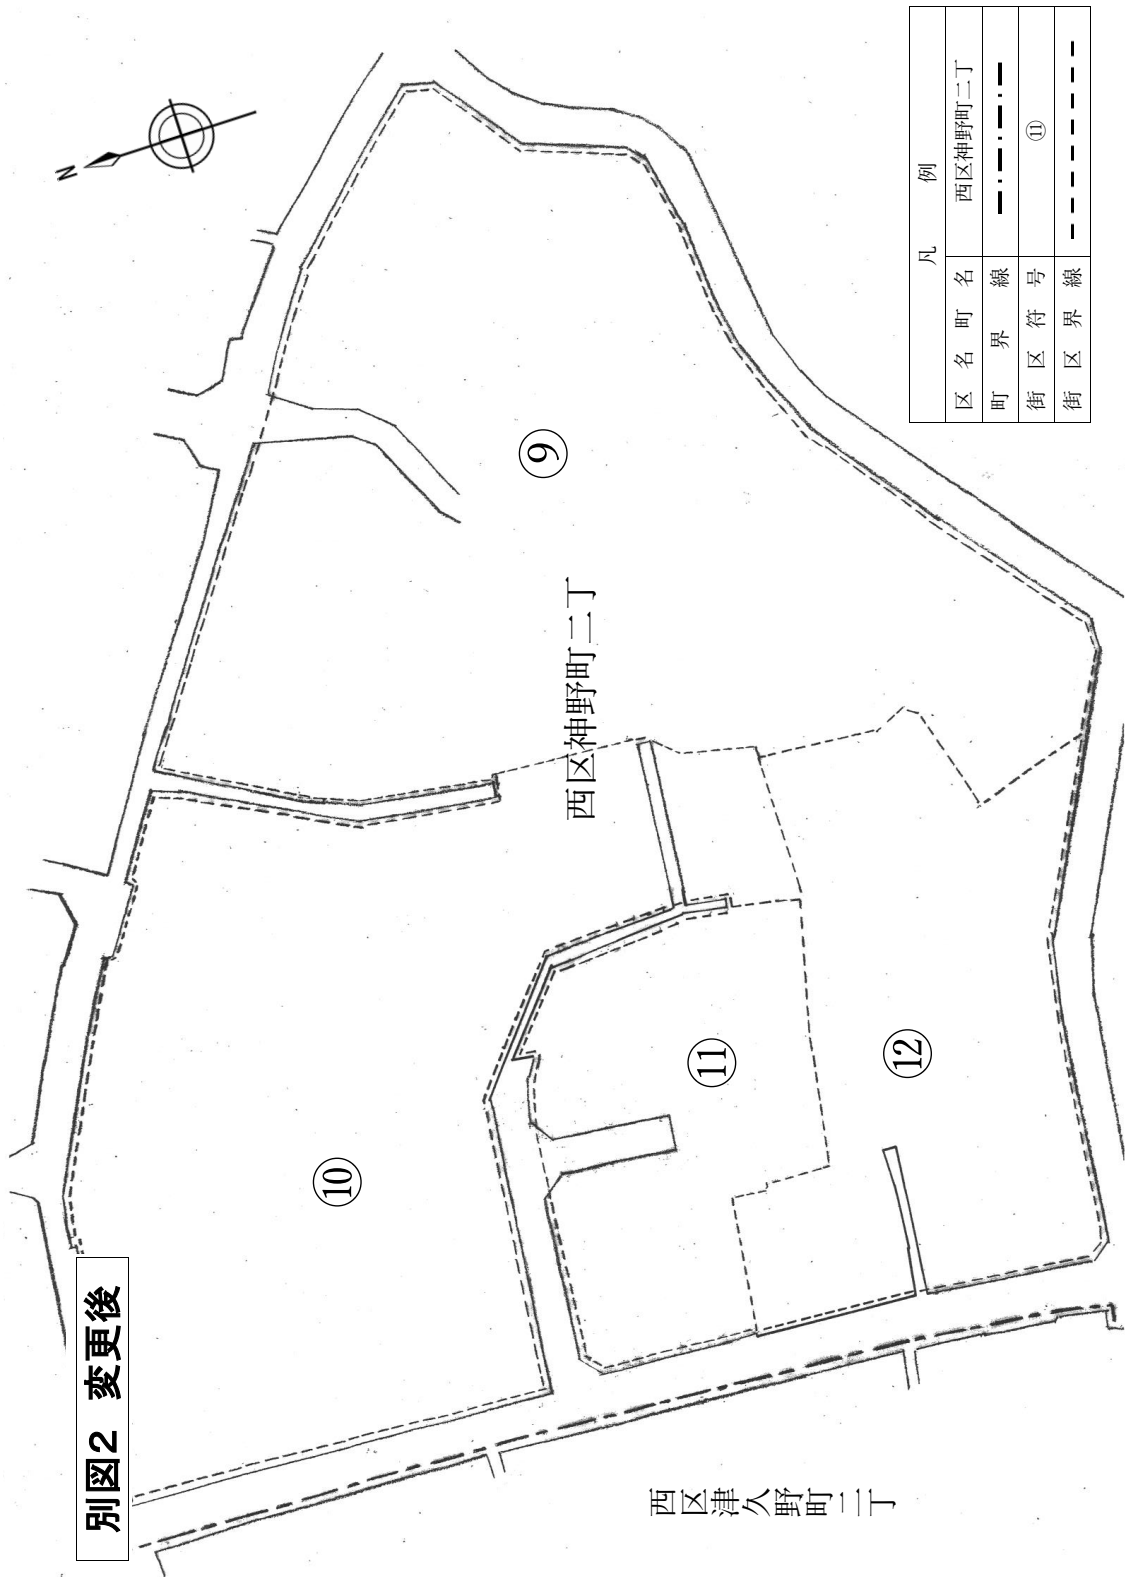 別図2 変更後
N
凡例
区名町名 西区神野町二丁
町界線
街区符号 ⑪
街区界線
⑨
西区神野町二丁
⑩
⑪
⑫
西区津久野町二丁